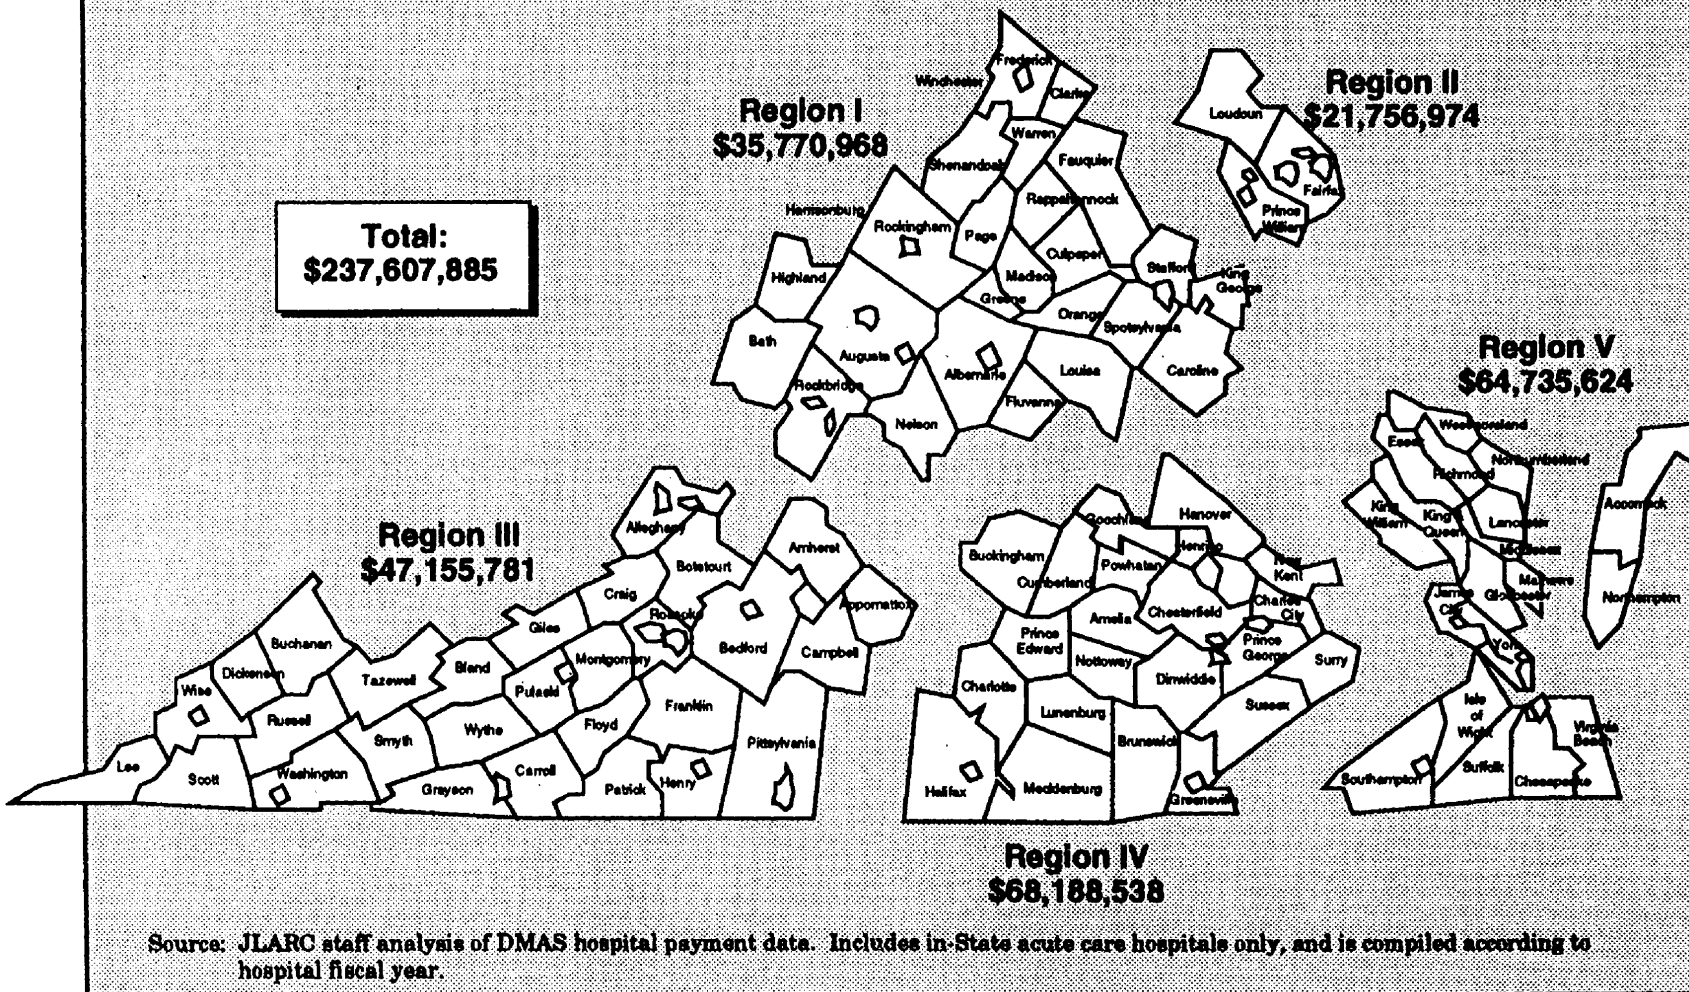 Region I
$35,770,968
Winchester
Frederick
Clarke
Warren
Shenandoah
Fauquier
Rappahannock
Harrisonburg
Rockingham
Page
Culpeper
Stafford
King
George
Highland
Madison
Greene
Orange
Spotsylvania
Bath
Augusta
Albemarle
Louisa
Caroline
Rockbridge
Fluvanna
Nelson
Region II
$21,756,974
Loudoun
Fairfax
Prince
William
Total:
$237,607,885
Region V
$64,735,624
Westmoreland
Essex
Northumberland
Richmond
King
William
King &
Queen
Lancaster
Middlesex
Mathews
Gloucester
James
City
York
Accomack
Northampton
Isle
of
Wight
Virginia
Beach
Southampton
Suffolk
Chesapeake
Region III
$47,155,781
Alleghany
Amherst
Botetourt
Craig
Roanoke
Appomattox
Giles
Buchanan
Bedford
Campbell
Montgomery
Bland
Dickenson
Tazewell
Pulaski
Wise
Franklin
Russell
Floyd
Wythe
Smyth
Pittsylvania
Lee
Scott
Washington
Carroll
Grayson
Patrick
Henry
Goochland
Hanover
Buckingham
Henrico
New
Kent
Cumberland
Powhatan
Charles
City
Amelia
Chesterfield
Prince
Edward
Prince
George
Nottoway
Surry
Charlotte
Dinwiddie
Sussex
Lunenburg
Brunswick
Halifax
Mecklenburg
Greensville
Region IV
$68,188,538
Source: JLARC staff analysis of DMAS hospital payment data. Includes in-State acute care hospitals only, and is compiled according to
hospital fiscal year.